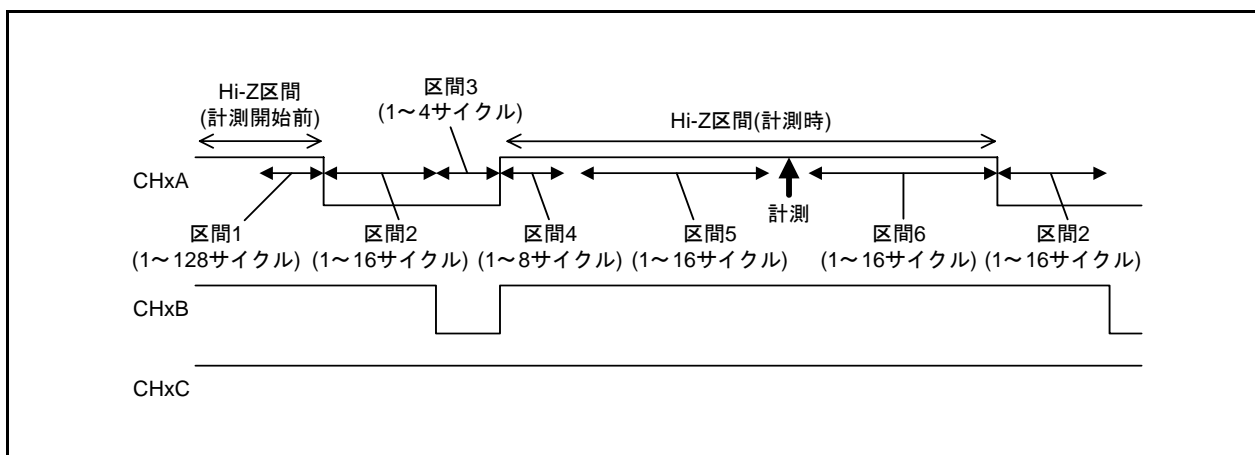 Hi-Z区間
(計測開始前)
区間3
(1～4サイクル)
Hi-Z区間(計測時)
CHxA
計測
区間1
(1～128サイクル)
区間2
(1～16サイクル)
区間4
(1～8サイクル)
区間5
(1～16サイクル)
区間6
(1～16サイクル)
区間2
(1～16サイクル)
CHxB
CHxC